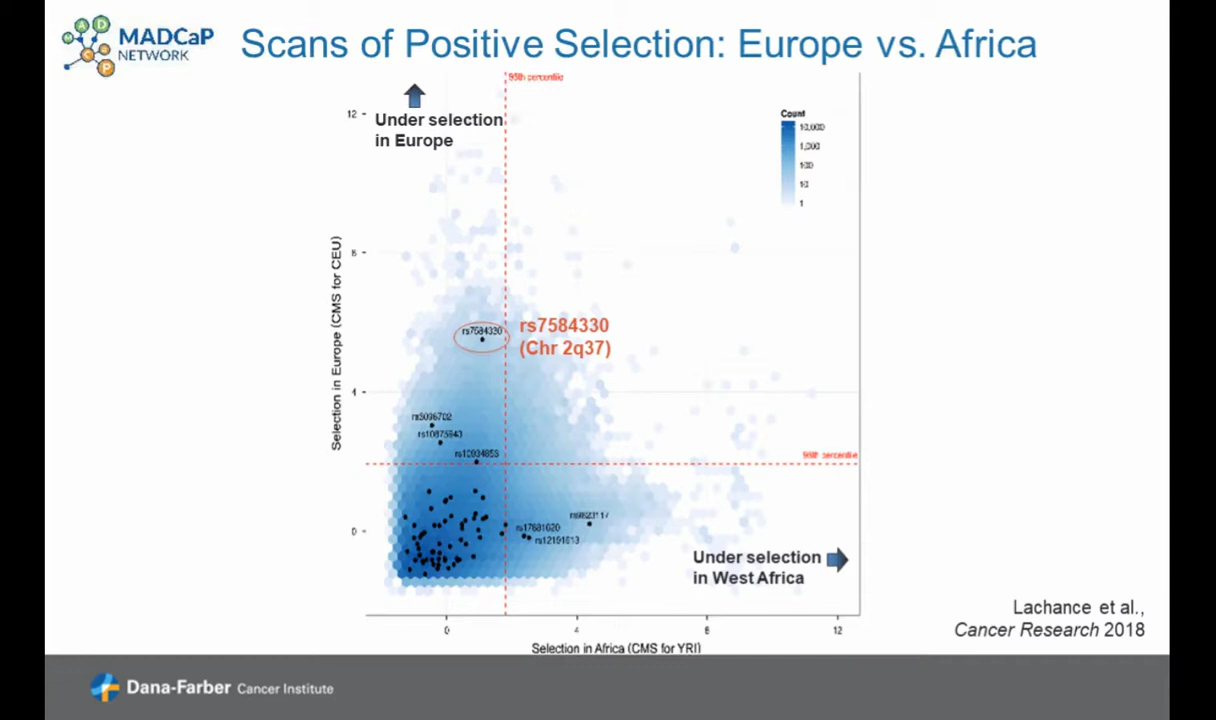 MADCaP
NETWORK
Scans of Positive Selection: Europe vs. Africa
95th percentile
Under selection
in Europe
Count
10,000
1,000
100
10
1
12
8
4
0
Selection in Europe (CMS for CEU)
rs7584330
rs7584330
(Chr 2q37)
rs10934853
rs17881020
Under selection
in West Africa
0
4
8
12
Selection in Africa (CMS for YRI)
Lachance et al.,
Cancer Research 2018
Dana-Farber Cancer Institute